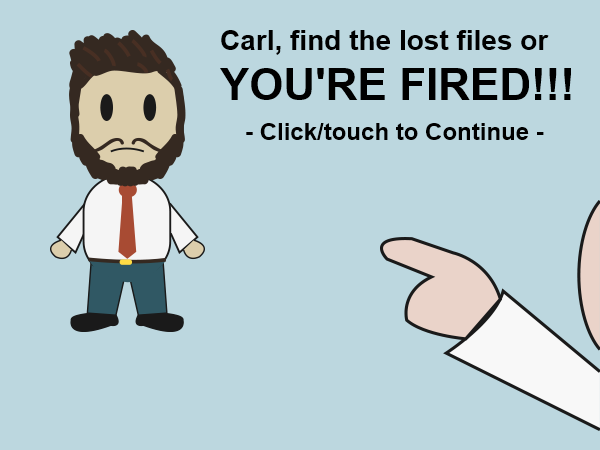 Carl, find the lost files or
YOU'RE FIRED!!!
- Click/touch to Continue -